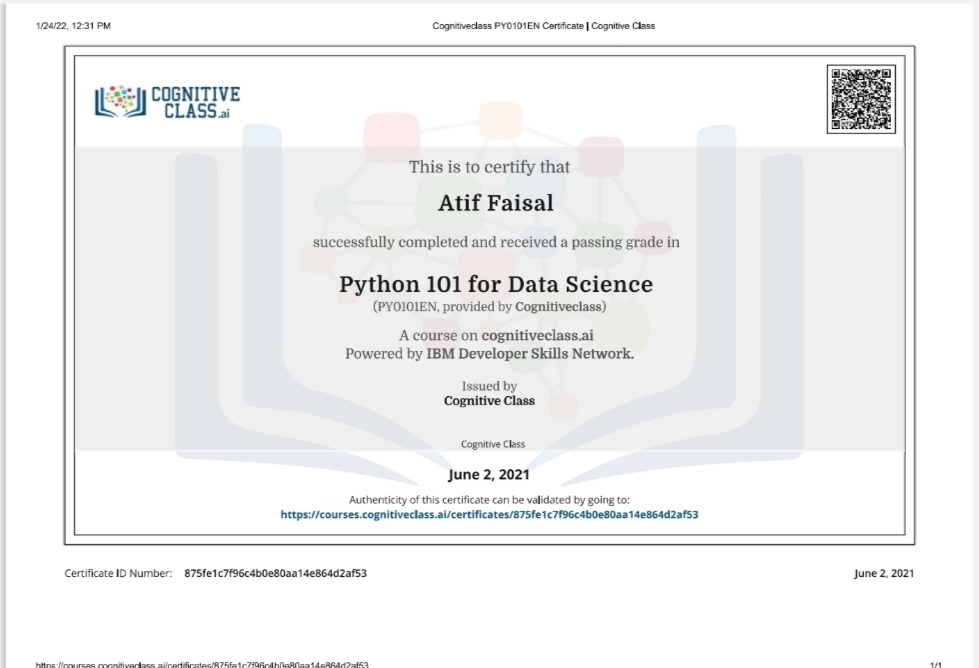 1/24/22, 12:31 PM
Cognitiveclass PY0101EN Certificate | Cognitive Class
COGNITIVE
CLASS.ai
This is to certify that
Atif Faisal
successfully completed and received a passing grade in
Python 101 for Data Science
(PY0101EN, provided by Cognitiveclass)
A course on cognitiveclass.ai
Powered by IBM Developer Skills Network.
Issued by
Cognitive Class
Cognitive Class
June 2, 2021
Authenticity of this certificate can be validated by going to:
https://courses.cognitiveclass.ai/certificates/875fe1c7f96c4b0e80aa14e864d2af53
Certificate ID Number: 875fe1c7f96c4b0e80aa14e864d2af53
June 2, 2021
https://courses.cognitiveclass.ai/certificates/875fe1c7f96c4b0e80aa14e864d2af53
1/1